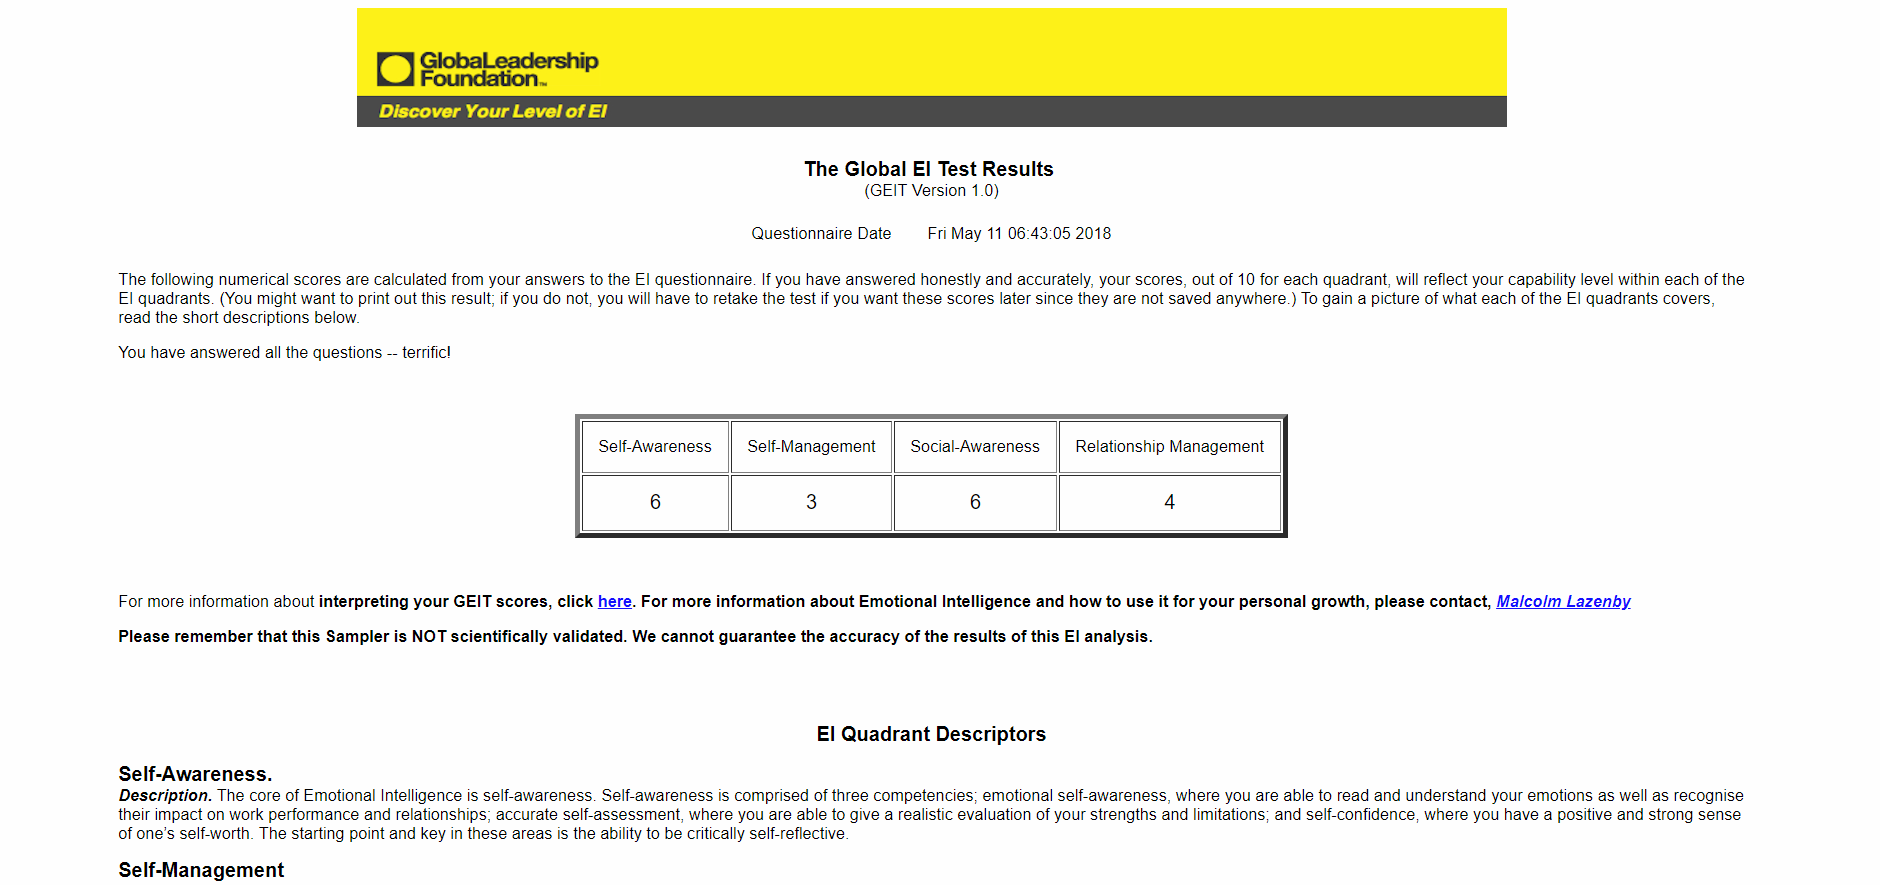 GlobaLeadership
Foundation™
Discover Your Level of EI
The Global EI Test Results
(GEIT Version 1.0)
Questionnaire Date Fri May 11 06:43:05 2018
The following numerical scores are calculated from your answers to the EI questionnaire. If you have answered honestly and accurately, your scores, out of 10 for each quadrant, will reflect your capability level within each of the
EI quadrants. (You might want to print out this result; if you do not, you will have to retake the test if you want these scores later since they are not saved anywhere.) To gain a picture of what each of the EI quadrants covers,
read the short descriptions below.
You have answered all the questions -- terrific!
Self-Awareness Self-Management Social-Awareness Relationship Management
6 3 6 4
For more information about interpreting your GEIT scores, click here. For more information about Emotional Intelligence and how to use it for your personal growth, please contact, Malcolm Lazenby
Please remember that this Sampler is NOT scientifically validated. We cannot guarantee the accuracy of the results of this EI analysis.
EI Quadrant Descriptors
Self-Awareness.
Description. The core of Emotional Intelligence is self-awareness. Self-awareness is comprised of three competencies; emotional self-awareness, where you are able to read and understand your emotions as well as recognise
their impact on work performance and relationships; accurate self-assessment, where you are able to give a realistic evaluation of your strengths and limitations; and self-confidence, where you have a positive and strong sense
of one's self-worth. The starting point and key in these areas is the ability to be critically self-reflective.
Self-Management